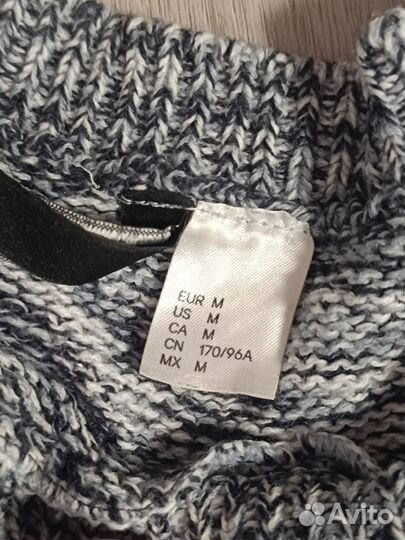 EUR M
US M
CA M
CN 170/96A
MX M
Avito